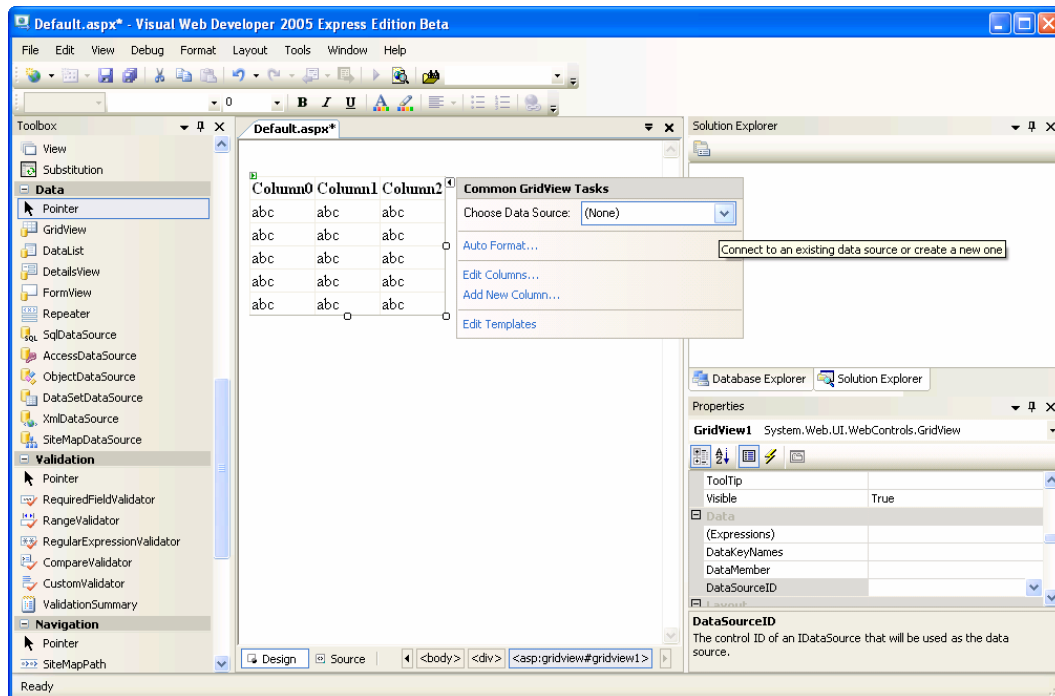 Default.aspx* - Visual Web Developer 2005 Express Edition Beta
File Edit View Debug Format Layout Tools Window Help
0 B I U A
Toolbox
View
Substitution
Data
Pointer
GridView
DataList
DetailsView
FormView
Repeater
SqlDataSource
AccessDataSource
ObjectDataSource
DataSetDataSource
XmlDataSource
SiteMapDataSource
Validation
Pointer
RequiredFieldValidator
RangeValidator
RegularExpressionValidator
CompareValidator
CustomValidator
ValidationSummary
Navigation
Pointer
SiteMapPath
Default.aspx*
Column0 Column1 Column2
abc abc abc
abc abc abc
abc abc abc
abc abc abc
abc abc abc
Common GridView Tasks
Choose Data Source: (None)
Auto Format...
Edit Columns...
Add New Column...
Edit Templates
Connect to an existing data source or create a new one
Design Source <body> <div> <asp:gridview#gridview1>
Solution Explorer
Database Explorer Solution Explorer
Properties
GridView1 System.Web.UI.WebControls.GridView
ToolTip
Visible True
Data
(Expressions)
DataKeyNames
DataMember
DataSourceID
Layout
DataSourceID
The control ID of an IDataSource that will be used as the data
source.
Ready